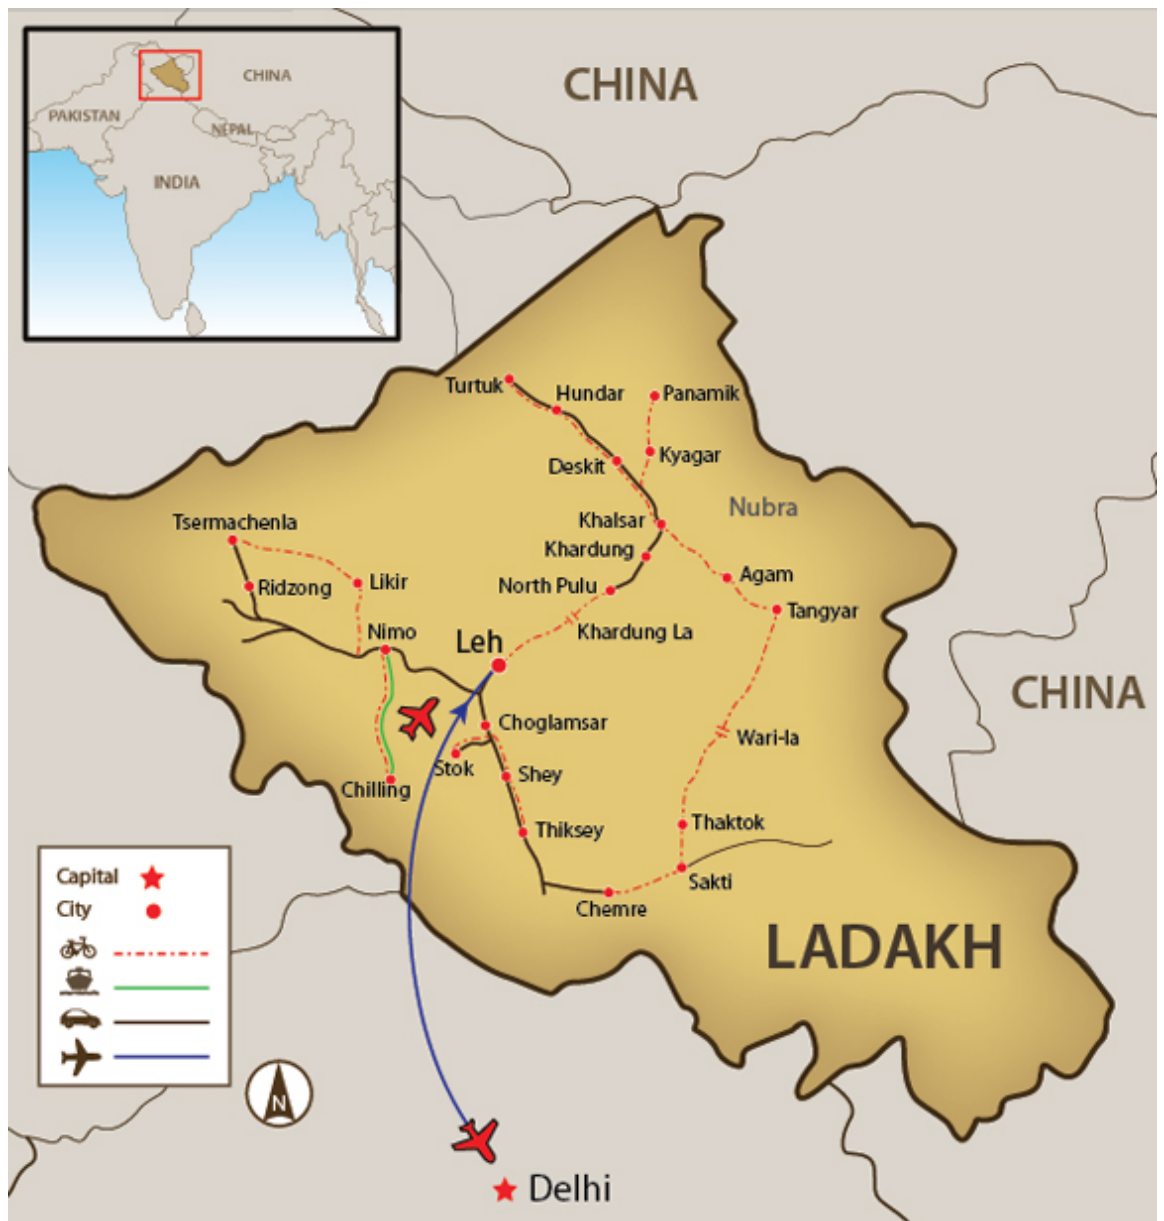 CHINA
PAKISTAN
NEPAL
INDIA
CHINA
Turtuk
Hundar
Panamik
Deskit
Kyagar
Nubra
Tsermachenla
Khalsar
Khardung
Ridzong
Likir
North Pulu
Agam
Tangyar
Nimo
Leh
Khardung La
CHINA
Choglamsar
Wari-la
Stok
Shey
Chilling
Thiksey
Thaktok
Sakti
Chemre
LADAKH
Capital
City
N
Delhi